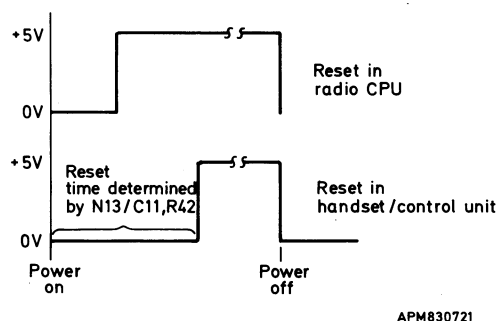 +5V
Reset in
radio CPU
0V
+5V
Reset
time determined
by N13/C11,R42
Reset in
handset/control unit
0V
Power
on
Power
off
APM830721